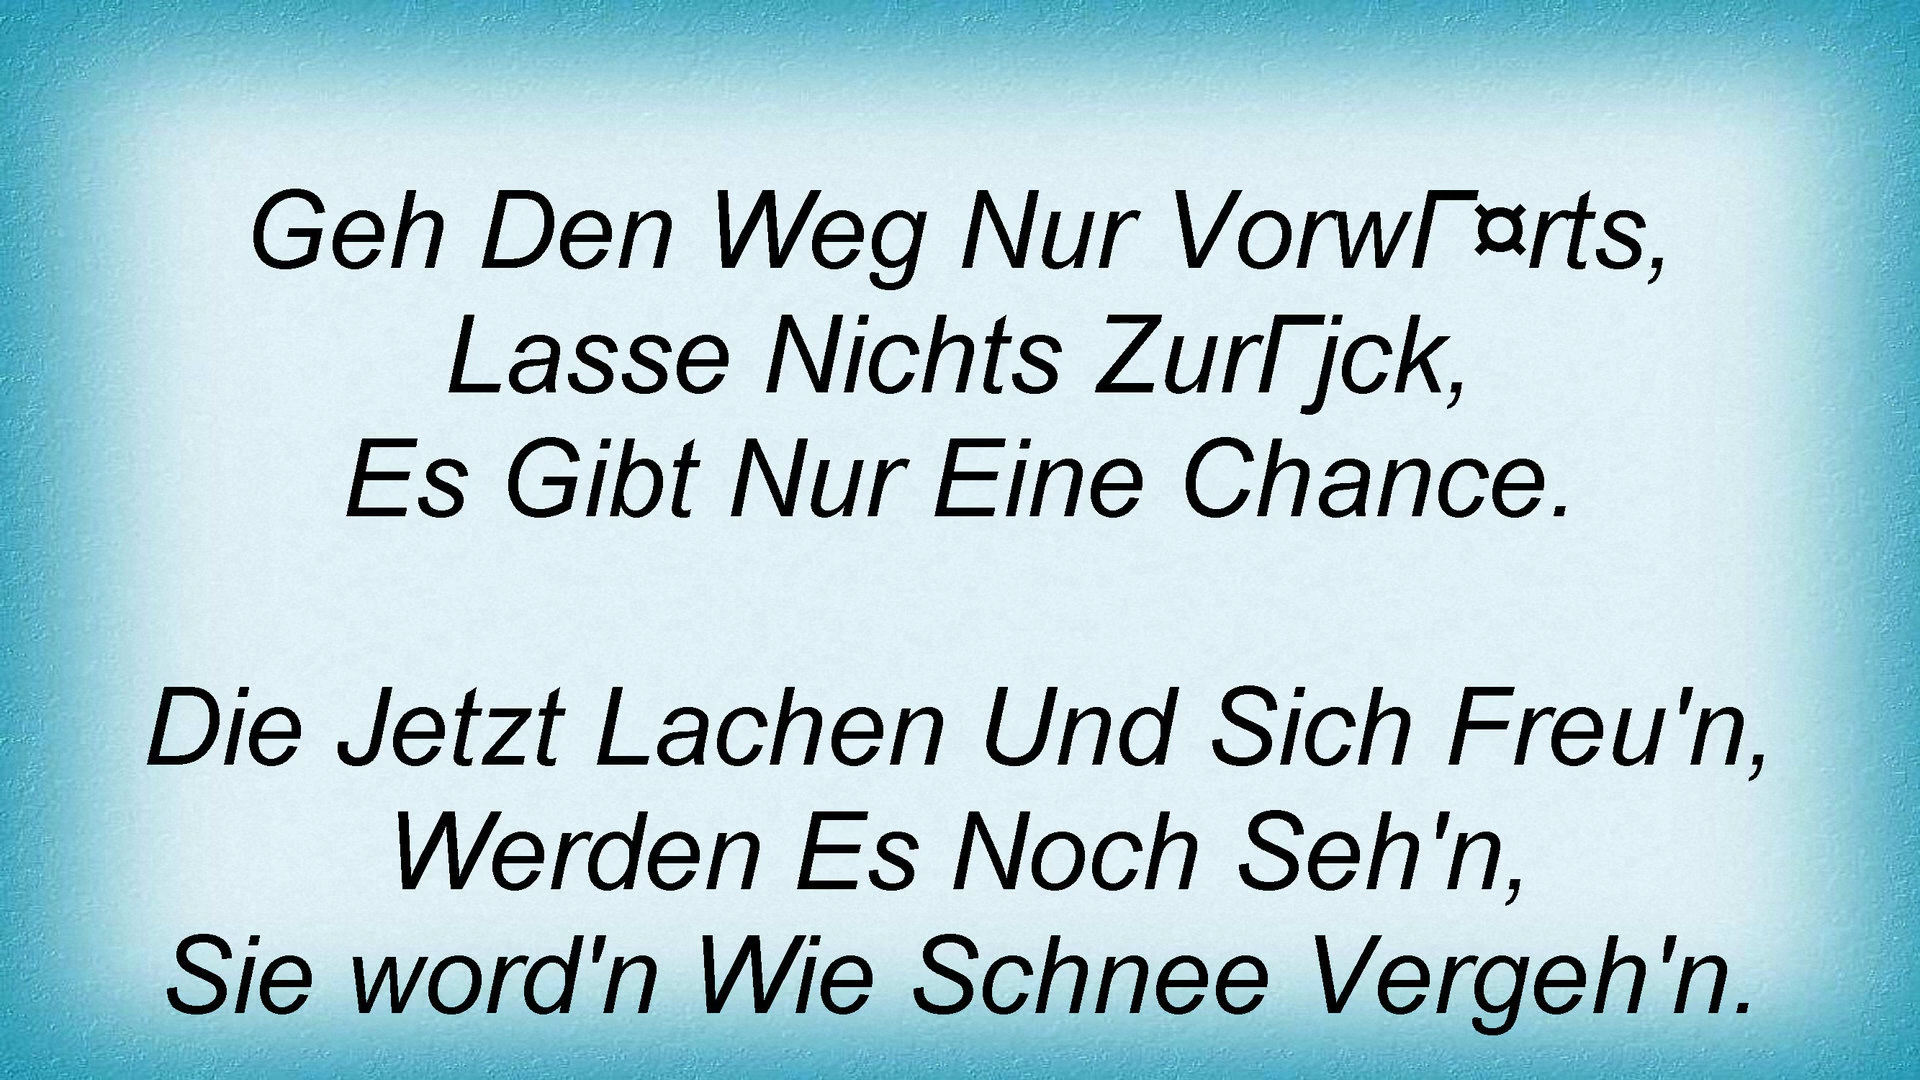 Geh Den Weg Nur VorwГ¤rts,
Lasse Nichts ZurГјck,
Es Gibt Nur Eine Chance.
Die Jetzt Lachen Und Sich Freu'n,
Werden Es Noch Seh'n,
Sie word'n Wie Schnee Vergeh'n.